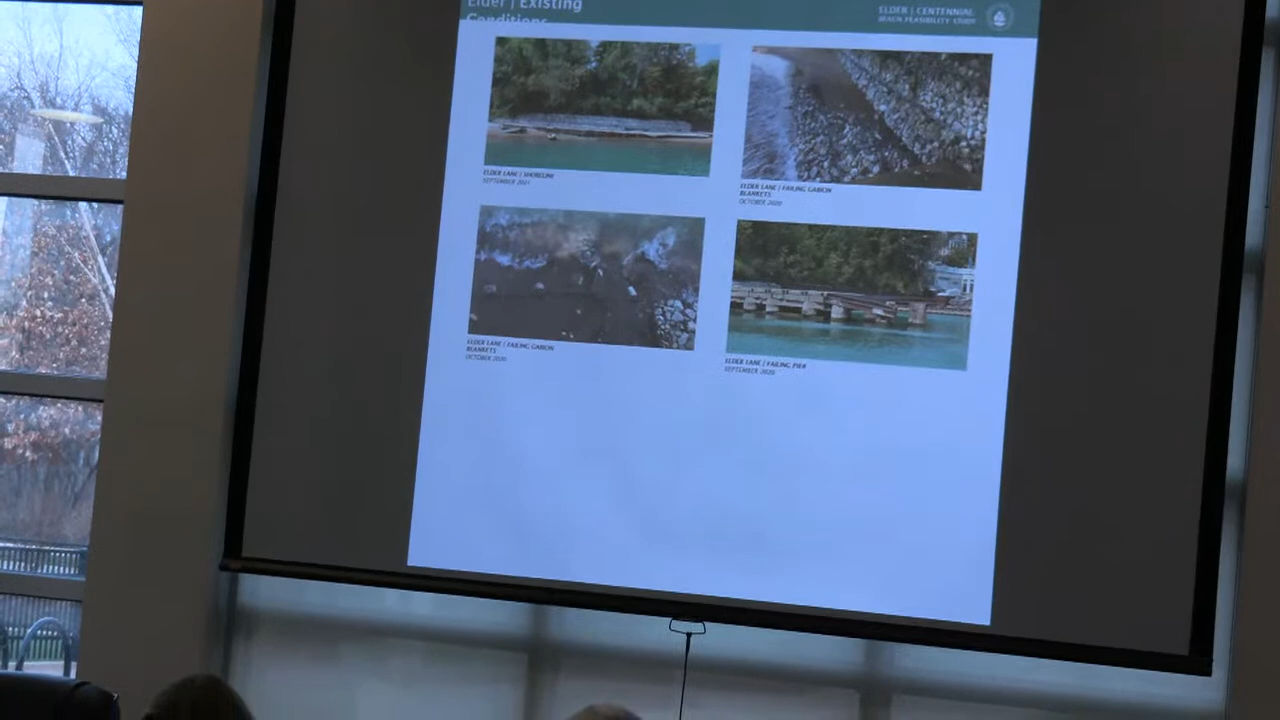 Elder | Existing
Conditions
ELDER | CENTENNIAL
BEACH FEASIBILITY STUDY
ELDER LANE | SHORELINE
SEPTEMBER 2021
ELDER LANE | FAILING GABION
BLANKETS
OCTOBER 2020
ELDER LANE | FAILING GABION
BLANKETS
OCTOBER 2020
ELDER LANE | FAILING PIER
SEPTEMBER 2020